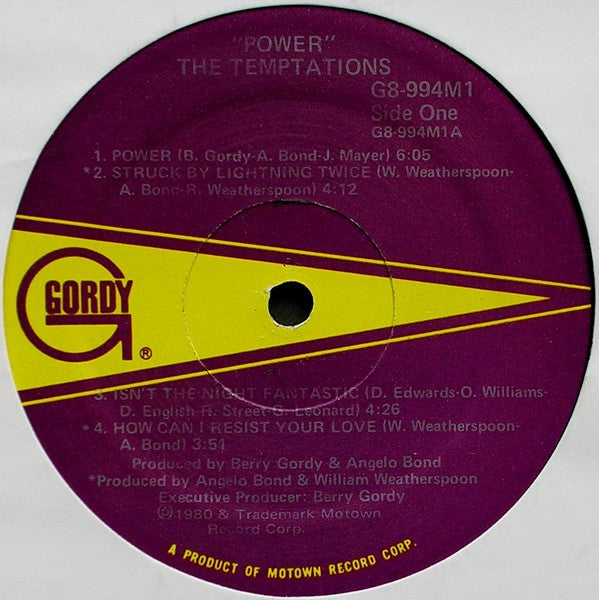 "POWER"
THE TEMPTATIONS
G8-994M1
Side One
G8-994M1A
1. POWER (B. Gordy-A. Bond-J. Mayer) 6:05
*2. STRUCK BY LIGHTNING TWICE (W. Weatherspoon-
A. Bond-R. Weatherspoon) 4:12
GORDY
®
3. ISN'T THE NIGHT FANTASTIC (D. Edwards-O. Williams-
D. English-R. Street-G. Leonard) 4:26
*4. HOW CAN I RESIST YOUR LOVE (W. Weatherspoon-
A. Bond) 3:51
Produced by Berry Gordy & Angelo Bond
*Produced by Angelo Bond & William Weatherspoon
Executive Producer: Berry Gordy
℗1980 & Trademark Motown
Record Corp.
A PRODUCT OF MOTOWN RECORD CORP.